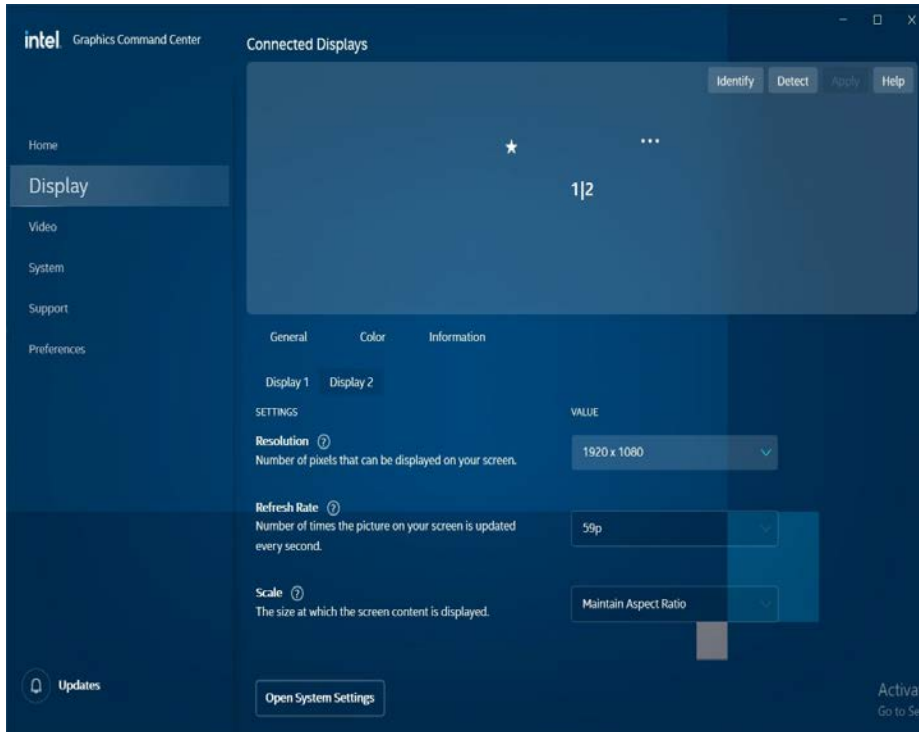 intel. Graphics Command Center
Connected Displays
Identify Detect Apply Help
1|2
Home
Display
Video
System
Support
Preferences
General Color Information
Display 1 Display 2
SETTINGS VALUE
Resolution ?
Number of pixels that can be displayed on your screen.
1920 x 1080
Refresh Rate ?
Number of times the picture on your screen is updated
every second.
59p
Scale ?
The size at which the screen content is displayed.
Maintain Aspect Ratio
Updates
Open System Settings
Activa
Go to Se